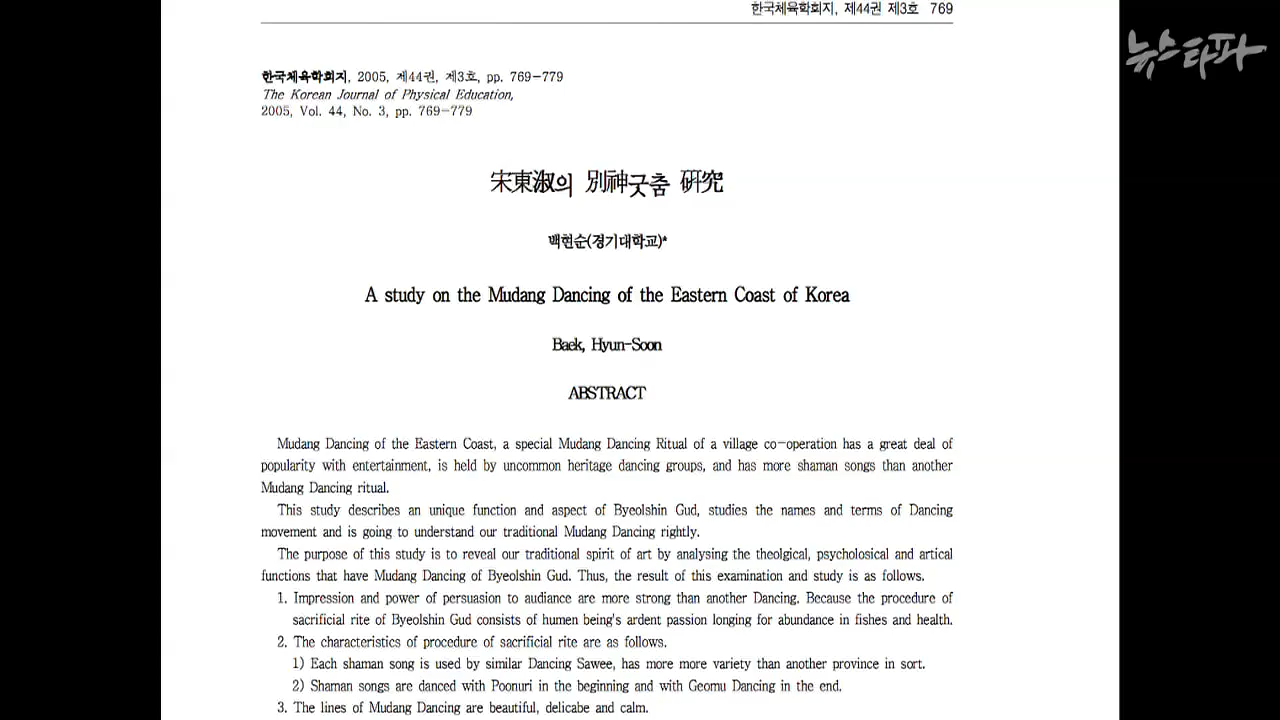 한국체육학회지, 제44권 제3호 769
뉴스타파
한국체육학회지, 2005, 제44권, 제3호, pp. 769-779
The Korean Journal of Physical Education,
2005, Vol. 44, No. 3, pp. 769-779
宋東淑의 別神굿춤 硏究
백현순(경기대학교)*
A study on the Mudang Dancing of the Eastern Coast of Korea
Baek, Hyun-Soon
ABSTRACT
Mudang Dancing of the Eastern Coast, a special Mudang Dancing Ritual of a village co-operation has a great deal of
popularity with entertainment, is held by uncommon heritage dancing groups, and has more shaman songs than another
Mudang Dancing ritual.
This study describes an unique function and aspect of Byeolshin Gud, studies the names and terms of Dancing
movement and is going to understand our traditional Mudang Dancing rightly.
The purpose of this study is to reveal our traditional spirit of art by analysing the theolgical, psycholosical and artical
functions that have Mudang Dancing of Byeolshin Gud. Thus, the result of this examination and study is as follows.
1. Impression and power of persuasion to audiance are more strong than another Dancing. Because the procedure of
sacrificial rite of Byeolshin Gud consists of human being's ardent passion longing for abundance in fishes and health.
2. The characteristics of procedure of sacrificial rite are as follows.
1) Each shaman song is used by similar Dancing Sawee, has more more variety than another province in sort.
2) Shaman songs are danced with Poonuri in the beginning and with Geomu Dancing in the end.
3. The lines of Mudang Dancing are beautiful, delicabe and calm.